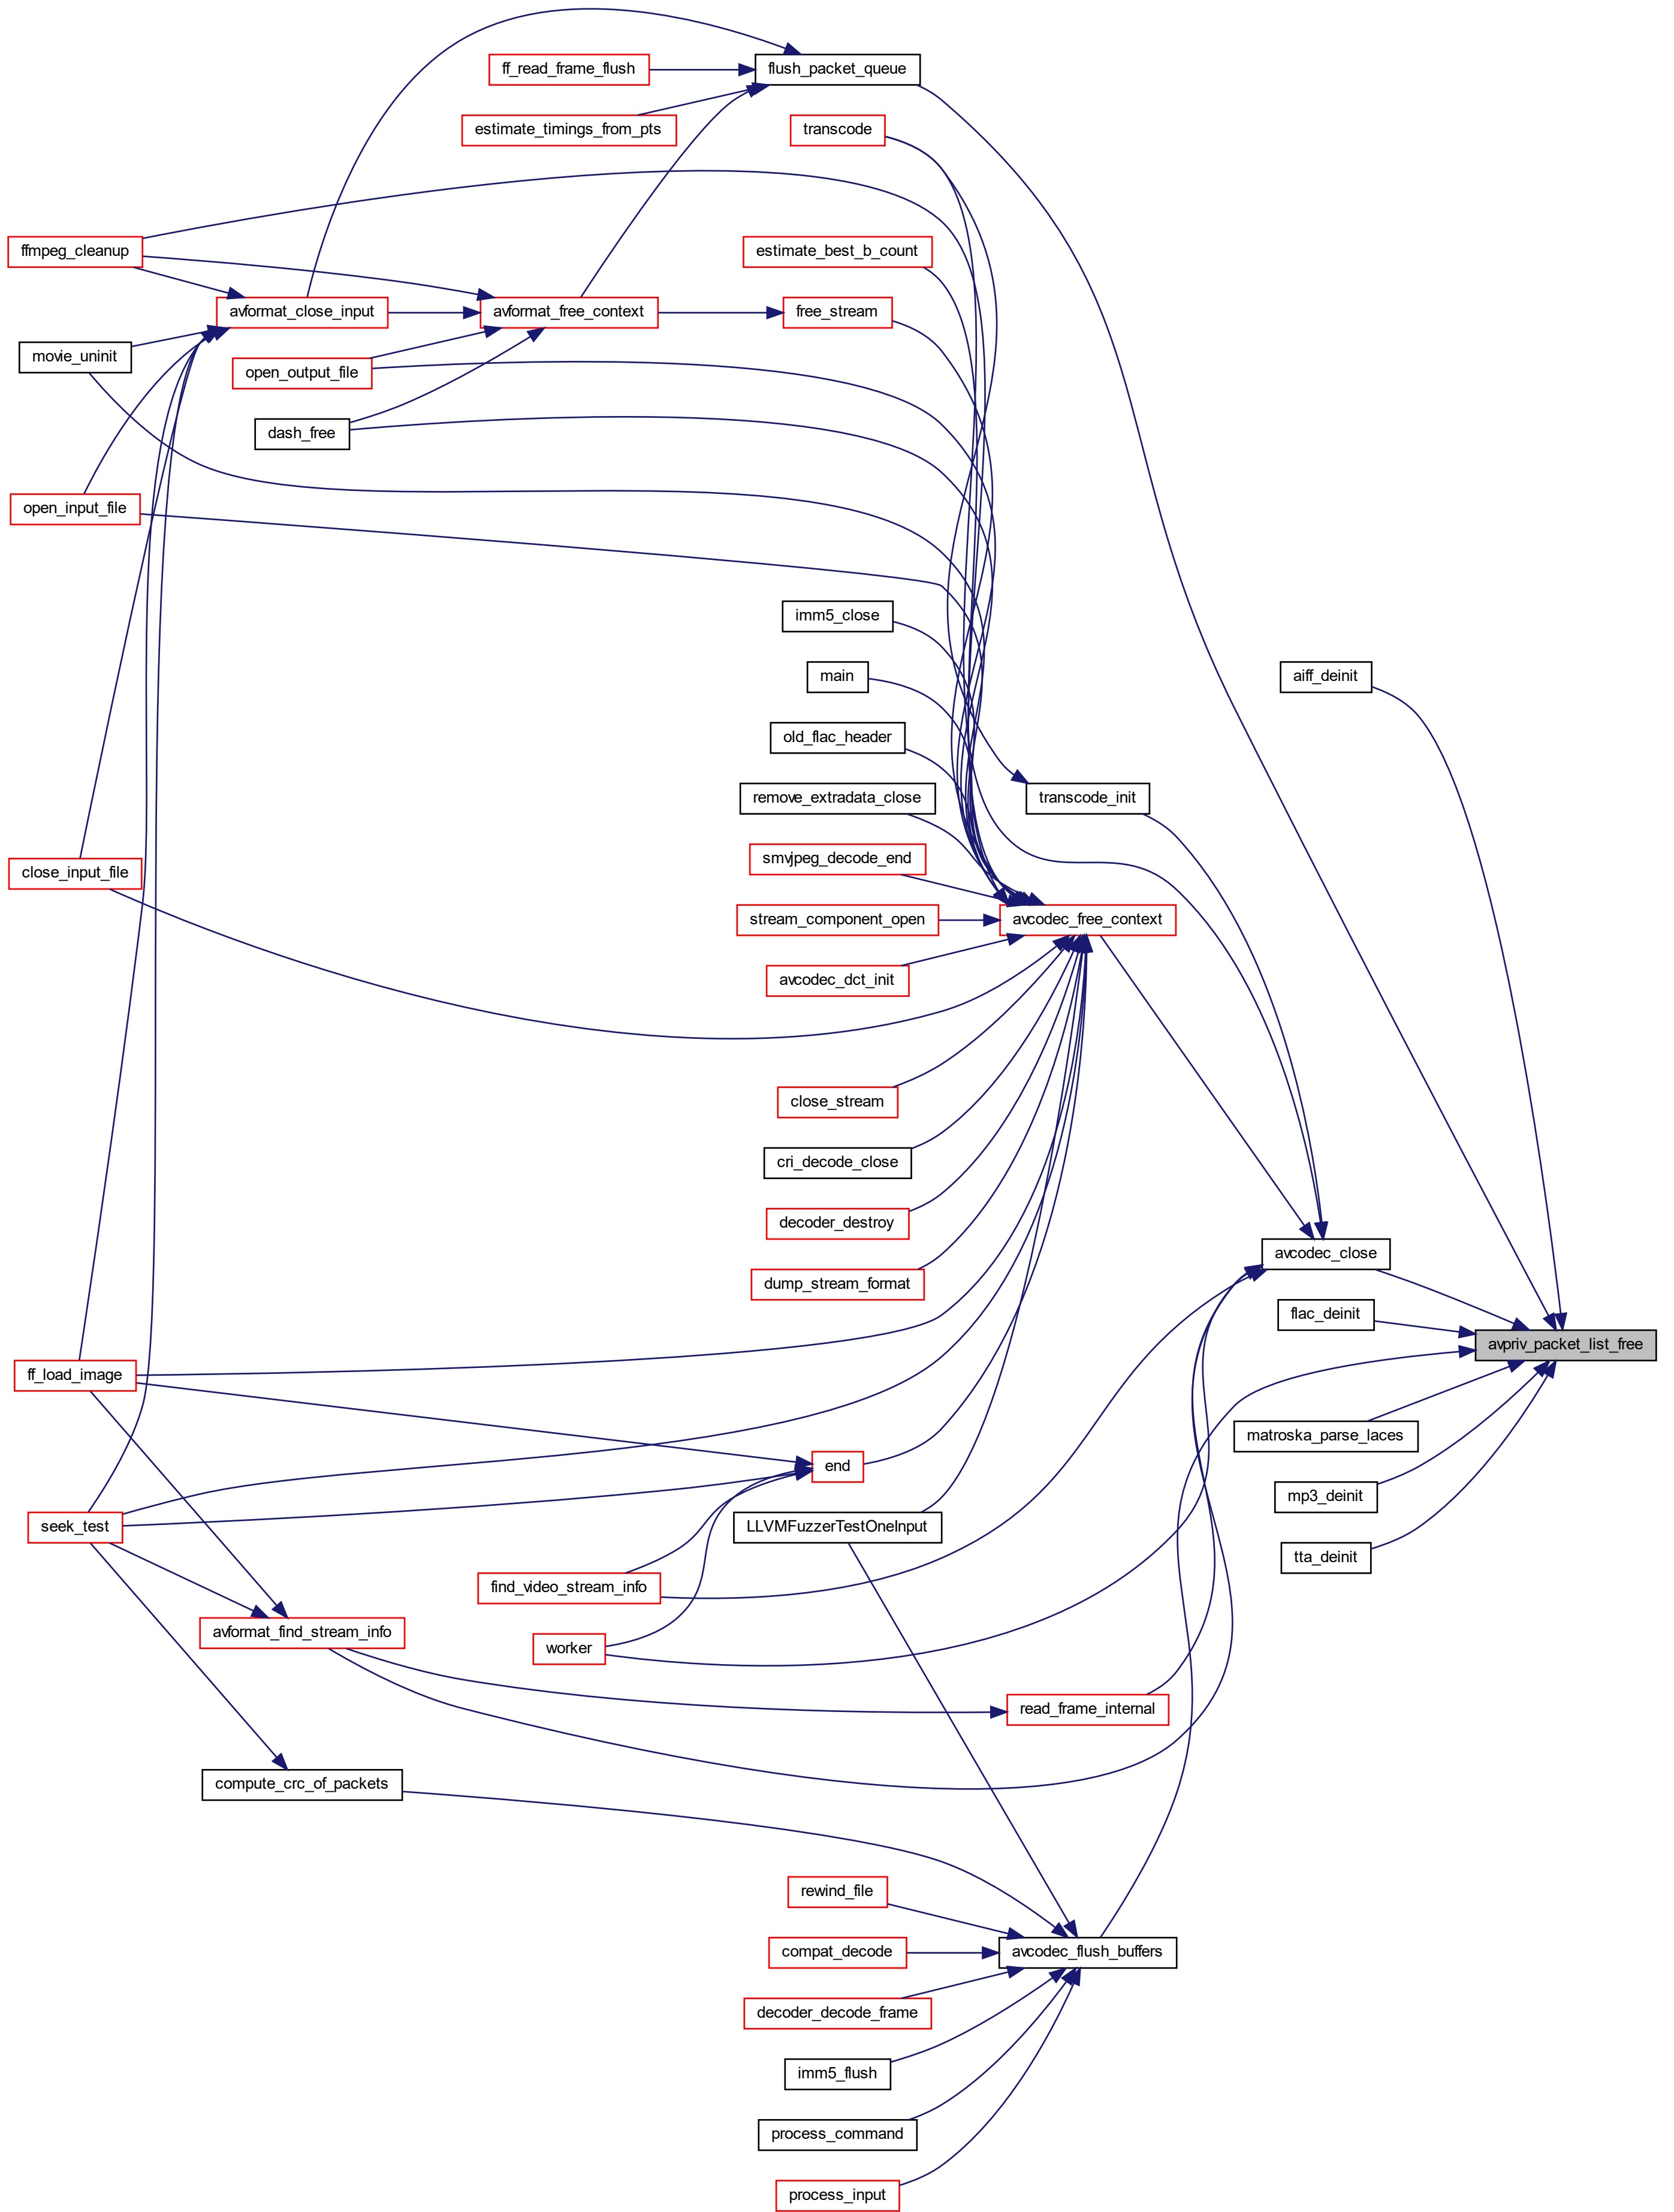 flush_packet_queue
ff_read_frame_flush
estimate_timings_from_pts
transcode
ffmpeg_cleanup
estimate_best_b_count
avformat_close_input
avformat_free_context
free_stream
movie_uninit
open_output_file
dash_free
open_input_file
imm5_close
main
aiff_deinit
old_flac_header
remove_extradata_close
transcode_init
smvjpeg_decode_end
close_input_file
stream_component_open
avcodec_free_context
avcodec_dct_init
close_stream
cri_decode_close
decoder_destroy
avcodec_close
dump_stream_format
flac_deinit
avpriv_packet_list_free
ff_load_image
matroska_parse_laces
end
mp3_deinit
seek_test
LLVMFuzzerTestOneInput
tta_deinit
find_video_stream_info
avformat_find_stream_info
worker
read_frame_internal
compute_crc_of_packets
rewind_file
compat_decode
avcodec_flush_buffers
decoder_decode_frame
imm5_flush
process_command
process_input